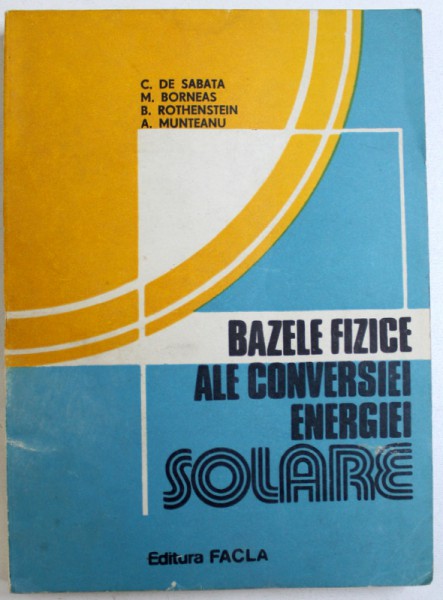 C. DE SABATA
M. BORNEAS
B. ROTHENSTEIN
A. MUNTEANU
BAZELE FIZICE
ALE CONVERSIEI
ENERGIEI
SOLARE
Editura FACLA